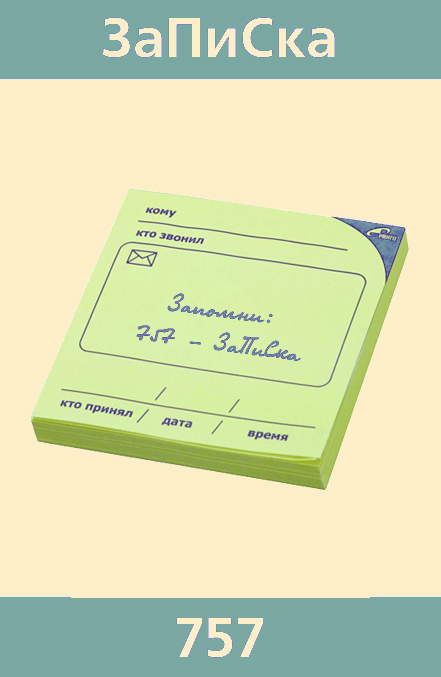 ЗаПиСка
кому
кто звонил
Запомни:
757 - ЗаПиСка
кто принял / дата / время
757